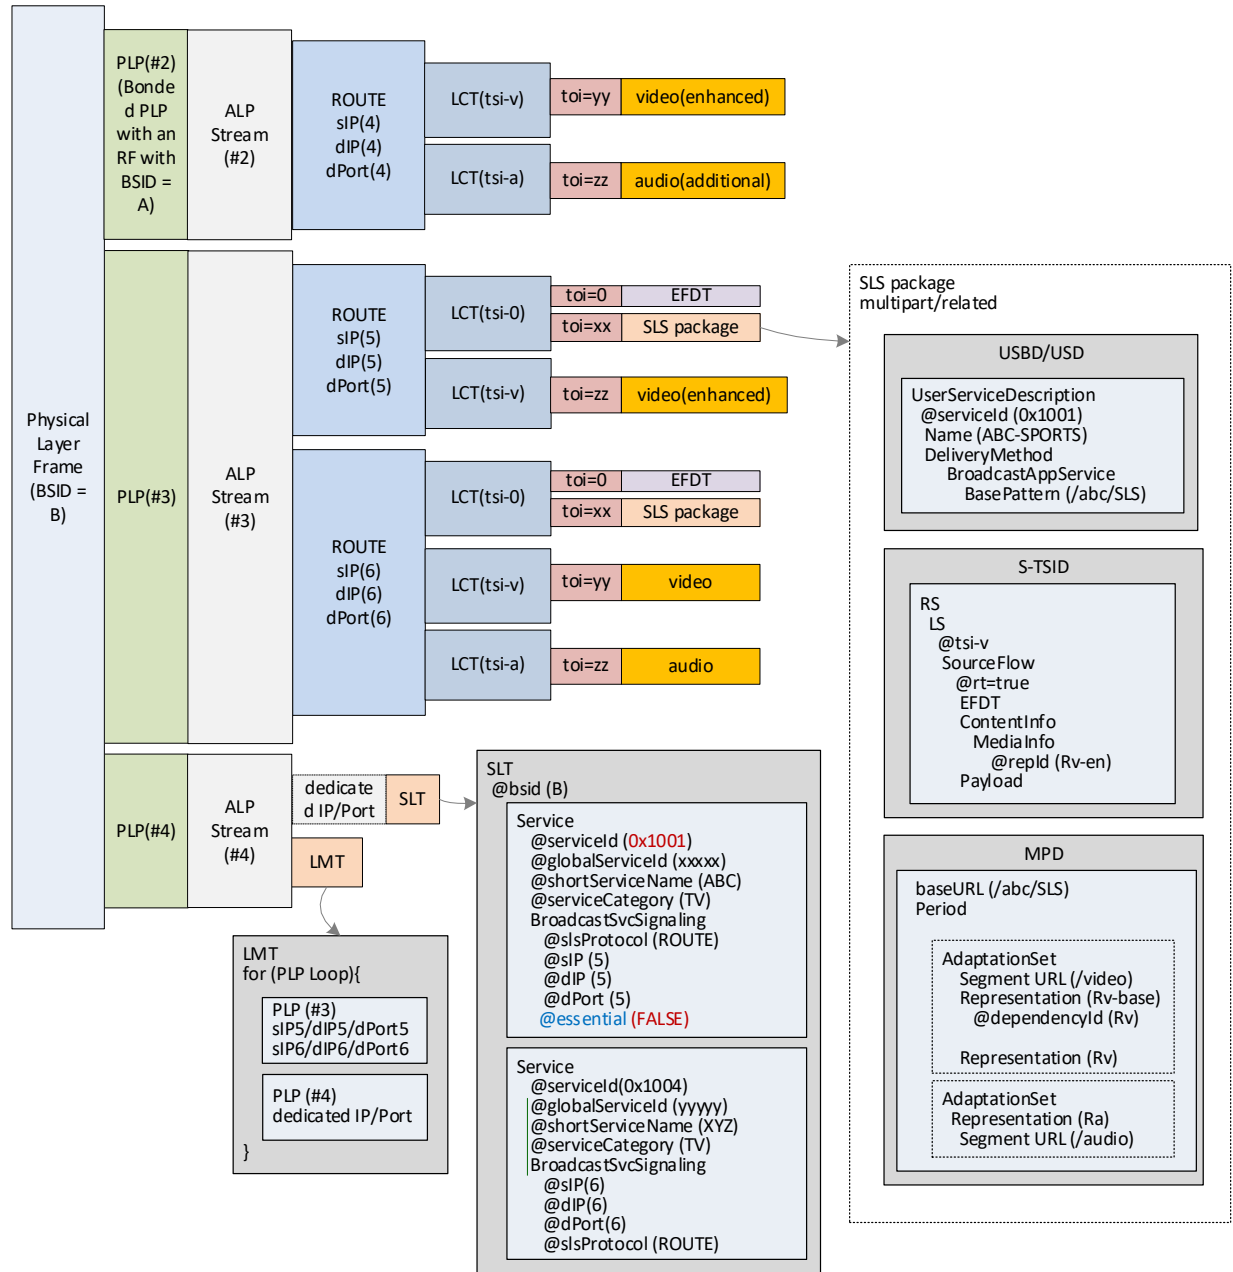 Physical
Layer
Frame
(BSID =
B)
PLP(#2)
(Bonde
d PLP
with an
RF with
BSID =
A)
ALP
Stream
(#2)
ROUTE
sIP(4)
dIP(4)
dPort(4)
LCT(tsi-v)
toi=yy
video(enhanced)
LCT(tsi-a)
toi=zz
audio(additional)
PLP(#3)
ALP
Stream
(#3)
ROUTE
sIP(5)
dIP(5)
dPort(5)
LCT(tsi-0)
toi=0
EFDT
toi=xx
SLS package
LCT(tsi-v)
toi=zz
video(enhanced)
ROUTE
sIP(6)
dIP(6)
dPort(6)
LCT(tsi-0)
toi=0
EFDT
toi=xx
SLS package
LCT(tsi-v)
toi=yy
video
LCT(tsi-a)
toi=zz
audio
PLP(#4)
ALP
Stream
(#4)
dedicate
d IP/Port
SLT
LMT
LMT
for (PLP Loop){
PLP (#3)
sIP5/dIP5/dPort5
sIP6/dIP6/dPort6
PLP (#4)
dedicated IP/Port
}
SLT
@bsid (B)
Service
@serviceId (0x1001)
@globalServiceId (xxxxx)
@shortServiceName (ABC)
@serviceCategory (TV)
BroadcastSvcSignaling
@slsProtocol (ROUTE)
@sIP (5)
@dIP (5)
@dPort (5)
@essential (FALSE)
Service
@serviceId(0x1004)
@globalServiceId (yyyyy)
@shortServiceName (XYZ)
@serviceCategory (TV)
BroadcastSvcSignaling
@sIP(6)
@dIP(6)
@dPort(6)
@slsProtocol (ROUTE)
SLS package
multipart/related
USBD/USD
UserServiceDescription
@serviceId (0x1001)
Name (ABC-SPORTS)
DeliveryMethod
BroadcastAppService
BasePattern (/abc/SLS)
S-TSID
RS
LS
@tsi-v
SourceFlow
@rt=true
EFDT
ContentInfo
MediaInfo
@repId (Rv-en)
Payload
MPD
baseURL (/abc/SLS)
Period
AdaptationSet
Segment URL (/video)
Representation (Rv-base)
@dependencyId (Rv)
Representation (Rv)
AdaptationSet
Representation (Ra)
Segment URL (/audio)